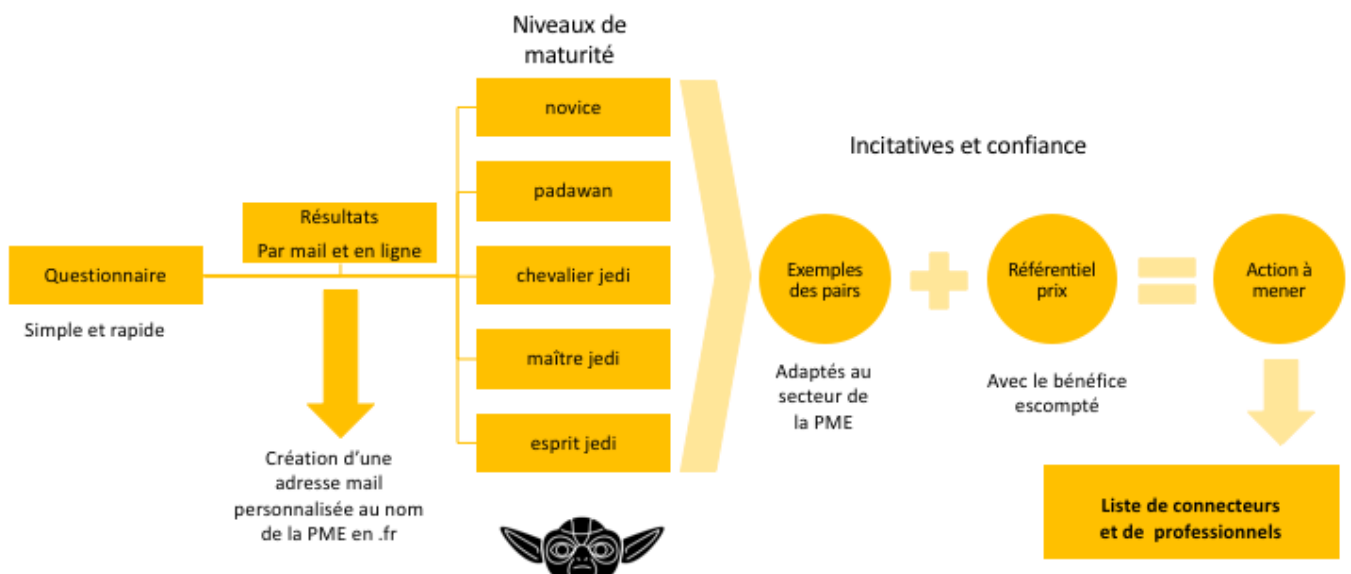 Niveaux de
maturité
novice
padawan
chevalier jedi
maître jedi
esprit jedi
Résultats
Par mail et en ligne
Questionnaire
Simple et rapide
Création d'une
adresse mail
personnalisée au nom
de la PME en .fr
Incitatives et confiance
Exemples
des pairs
Adaptés au
secteur de
la PME
Référentiel
prix
Avec le bénéfice
escompté
Action à
mener
Liste de connecteurs
et de professionnels